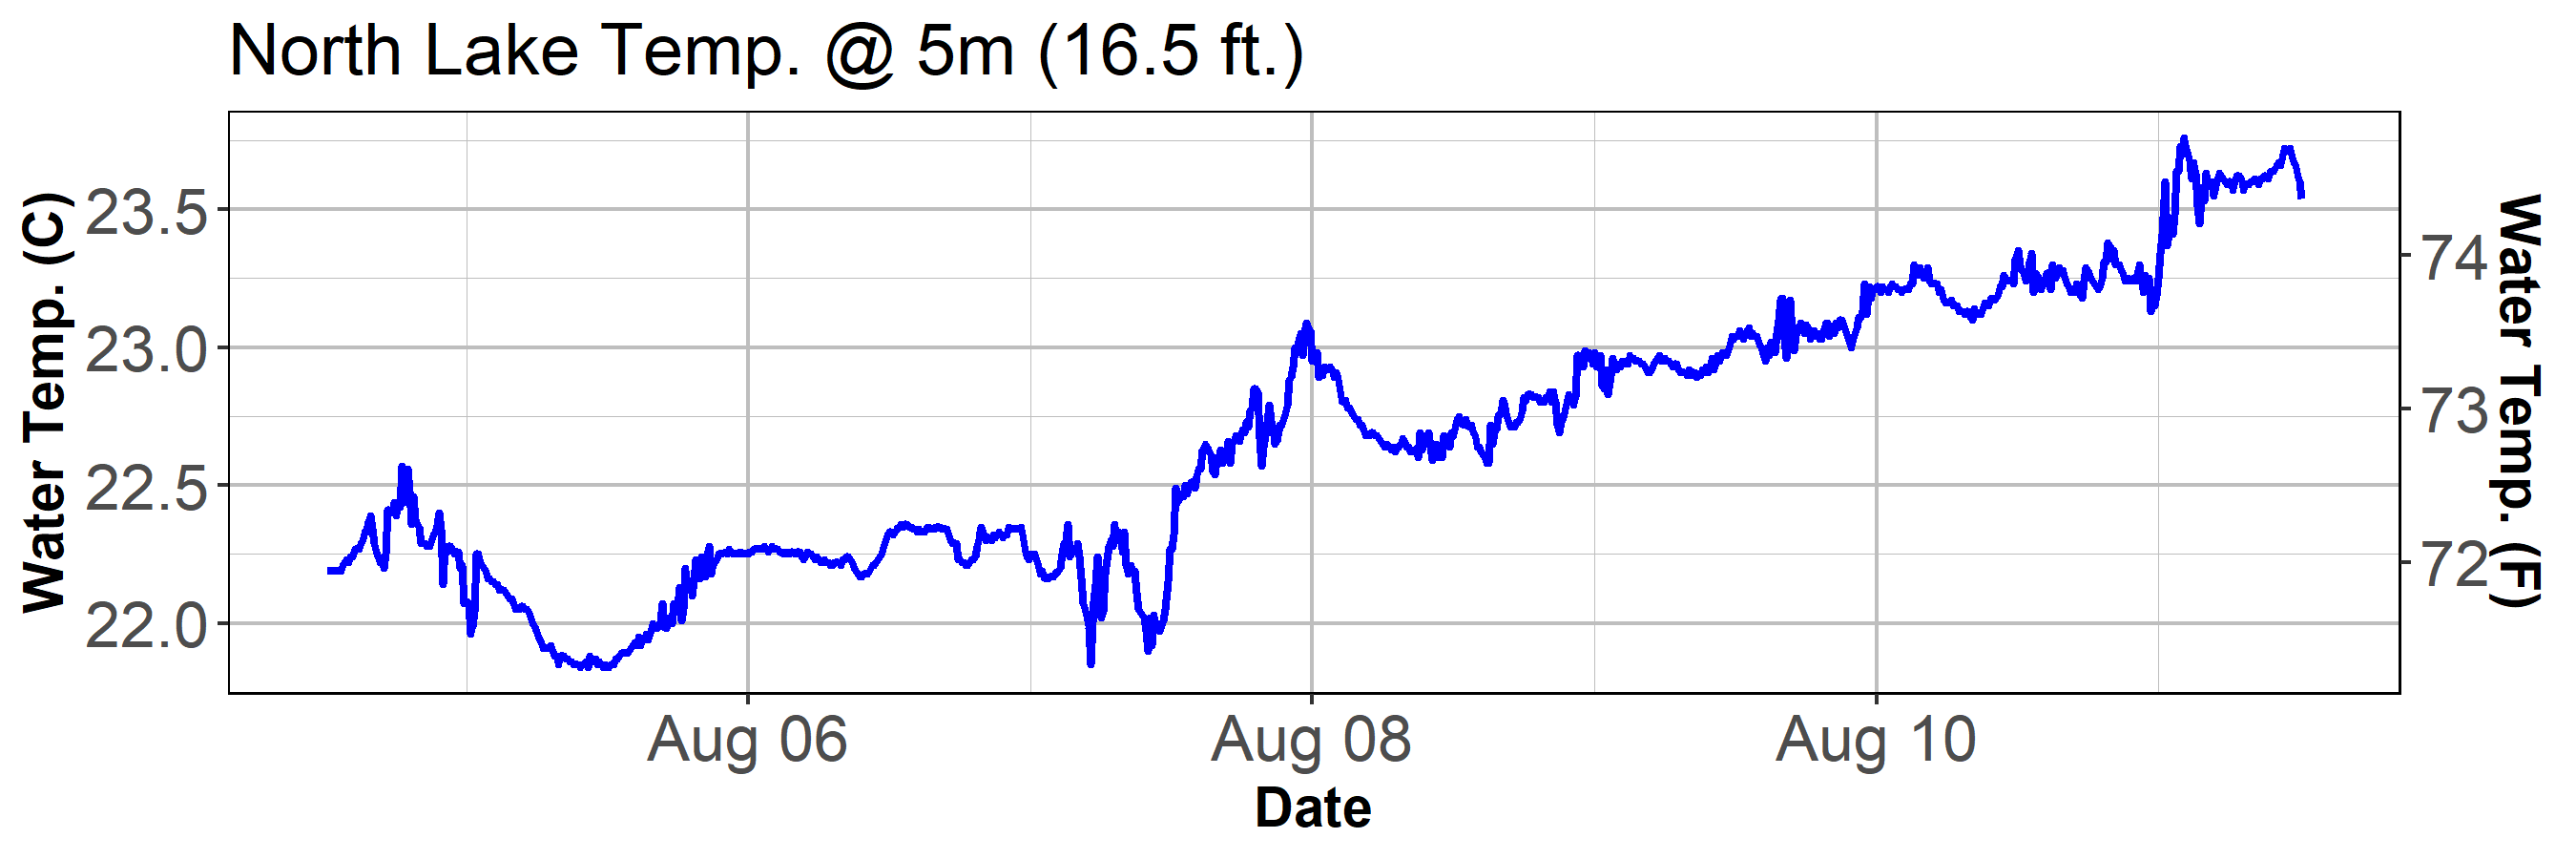 North Lake Temp. @ 5m (16.5 ft.)
Water Temp. (C)
23.5
23.0
22.5
22.0
74
73
72
Water Temp. (F)
Aug 06 Aug 08 Aug 10
Date